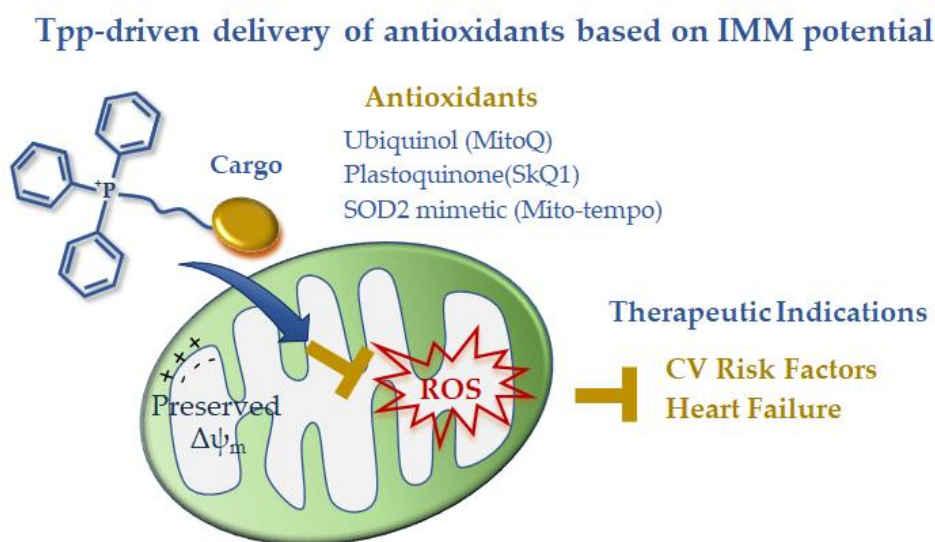 Tpp-driven delivery of antioxidants based on IMM potential
Antioxidants
Ubiquinol (MitoQ)
Plastoquinone(SkQ1)
SOD2 mimetic (Mito-tempo)
Cargo
+P
Therapeutic Indications
CV Risk Factors
Heart Failure
+ + +
- - - -
Preserved
Δψm
ROS